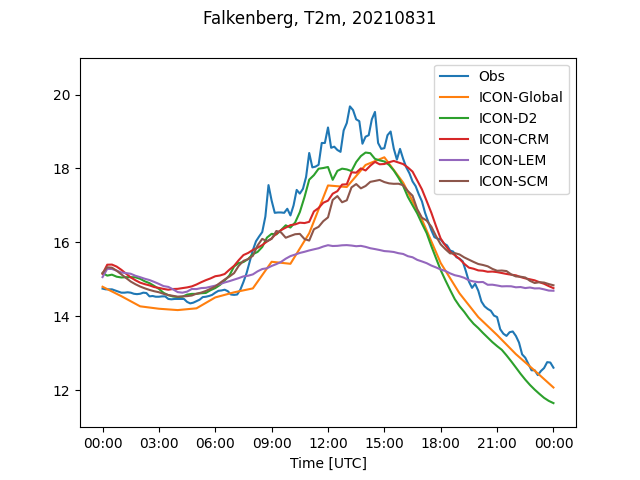 Falkenberg, T2m, 20210831
Obs
ICON-Global
ICON-D2
ICON-CRM
ICON-LEM
ICON-SCM
20
18
16
14
12
00:00 03:00 06:00 09:00 12:00 15:00 18:00 21:00 00:00
Time [UTC]